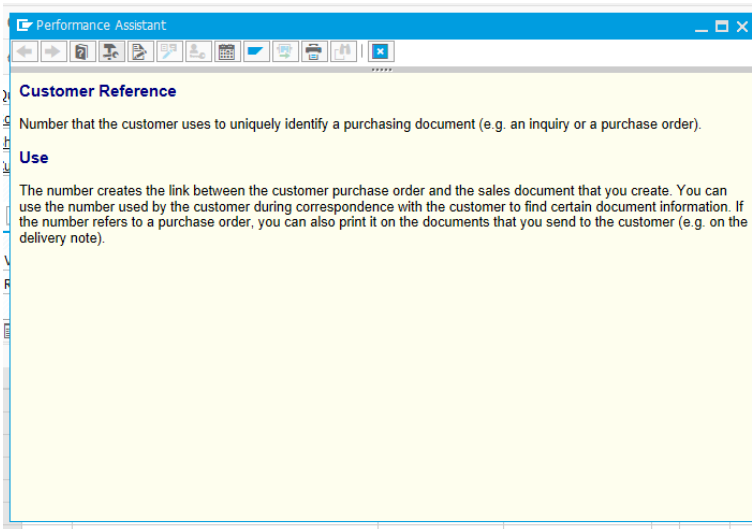 Performance Assistant
Customer Reference
Number that the customer uses to uniquely identify a purchasing document (e.g. an inquiry or a purchase order).
Use
The number creates the link between the customer purchase order and the sales document that you create. You can
use the number used by the customer during correspondence with the customer to find certain document information. If
the number refers to a purchase order, you can also print it on the documents that you send to the customer (e.g. on the
delivery note).